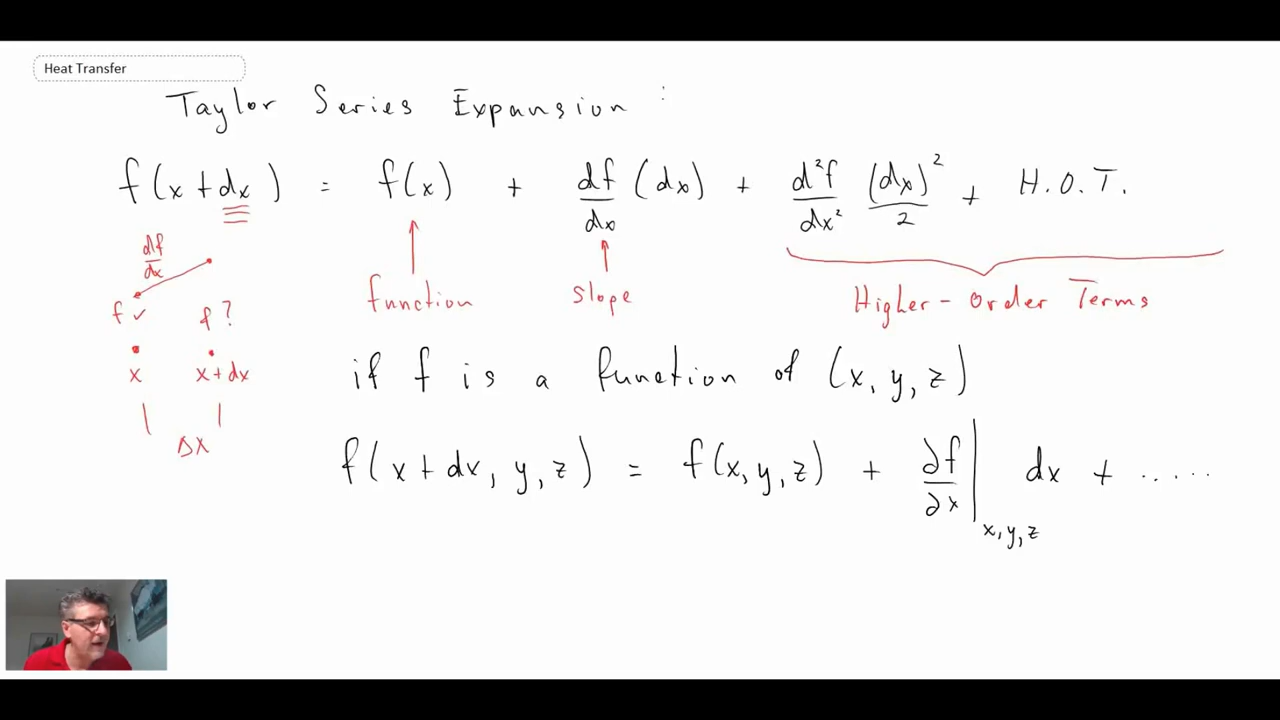 Heat Transfer
Taylor Series Expansion :
f(x + dx) = f(x) + df/dx (dx) + d²f/dx² (dx)²/2 + H.O.T.
df/dx
function
slope
Higher-Order Terms
f ✓ f?
x x+dx
Δx
if f is a function of (x, y, z)
f(x + dx, y, z) = f(x, y, z) + ∂f/∂x |x,y,z dx + .....